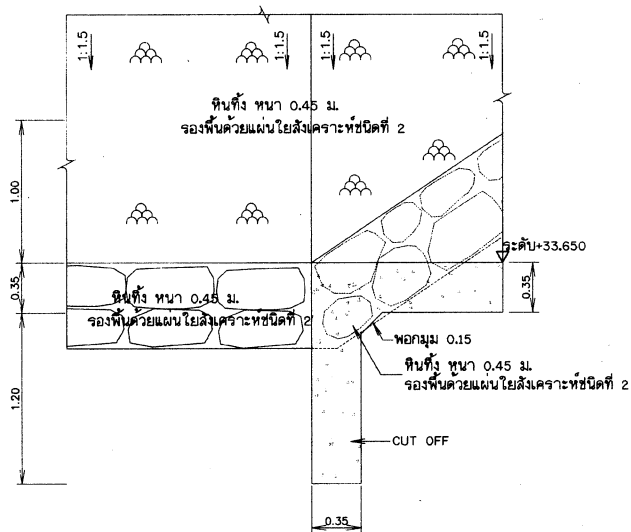 1:1.5
1:1.5
1:1.5
1:1.5
หินทิ้ง หนา 0.45 ม.
รองพื้นด้วยแผ่นใยสังเคราะห์ชนิดที่ 2
1.00
ระดับ+33.650
0.35
0.35
หินทิ้ง หนา 0.45 ม.
รองพื้นด้วยแผ่นใยสังเคราะห์ชนิดที่ 2
พอกมุม 0.15
หินทิ้ง หนา 0.45 ม.
รองพื้นด้วยแผ่นใยสังเคราะห์ชนิดที่ 2
1.20
CUT OFF
0.35